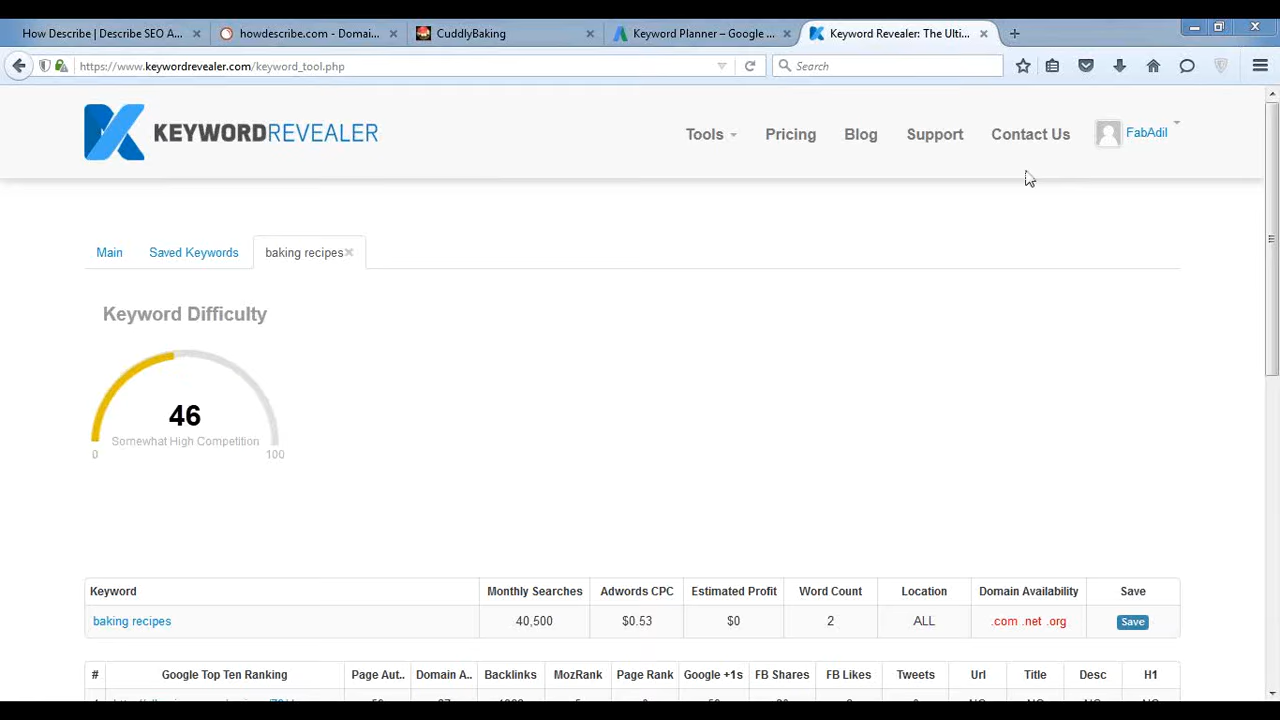 How Describe | Describe SEO A...
howdescribe.com - Domai...
CuddlyBaking
Keyword Planner – Google ...
Keyword Revealer: The Ulti...
https://www.keywordrevealer.com/keyword_tool.php
Search
KEYWORDREVEALER
Tools
Pricing
Blog
Support
Contact Us
FabAdil
Main
Saved Keywords
baking recipes
Keyword Difficulty
46
Somewhat High Competition
0
100
Keyword Monthly Searches Adwords CPC Estimated Profit Word Count Location Domain Availability Save
baking recipes 40,500 $0.53 $0 2 ALL .com .net .org Save
# Google Top Ten Ranking Page Aut.. Domain A.. Backlinks MozRank Page Rank Google +1s FB Shares FB Likes Tweets Url Title Desc H1